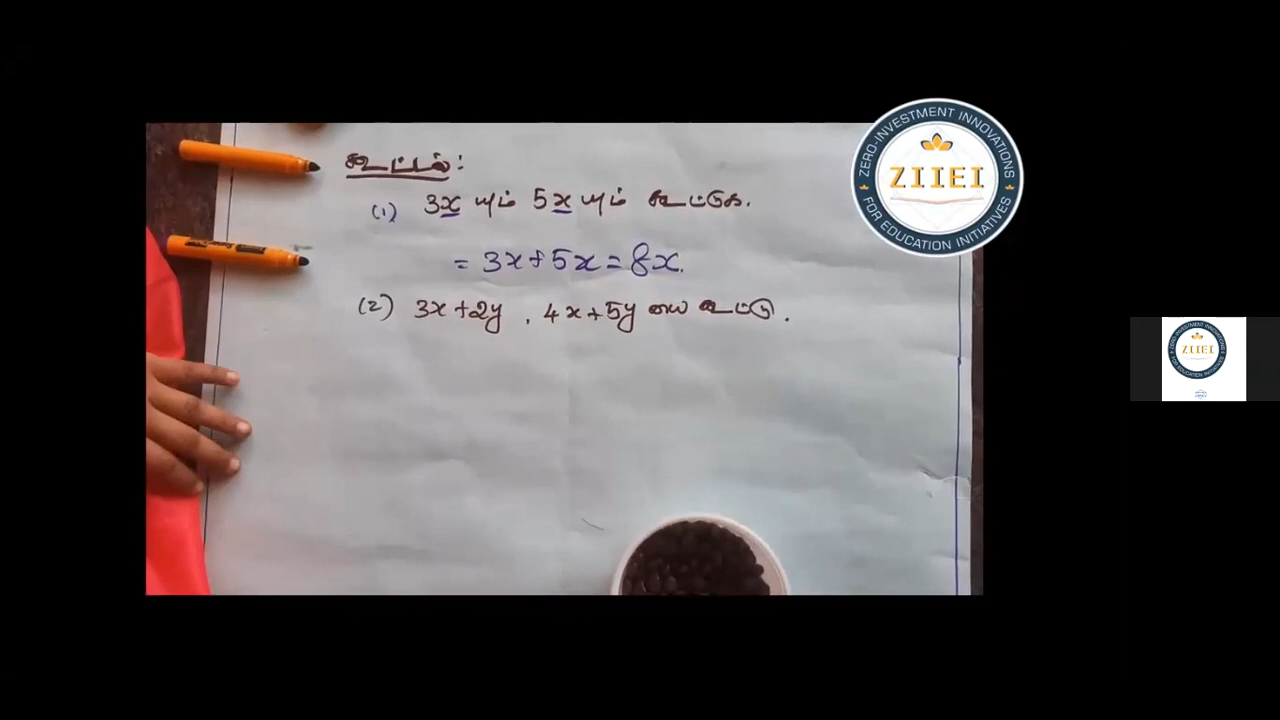 கூட்டல்:
(1) 3x யும் 5x யும் கூட்டுக.
= 3x+5x=8x.
(2) 3x+2y , 4x+5y யை கூட்டு.
ZERO-INVESTMENT INNOVATIONS
ZIIEI
FOR EDUCATION INITIATIVES
ZIIEI